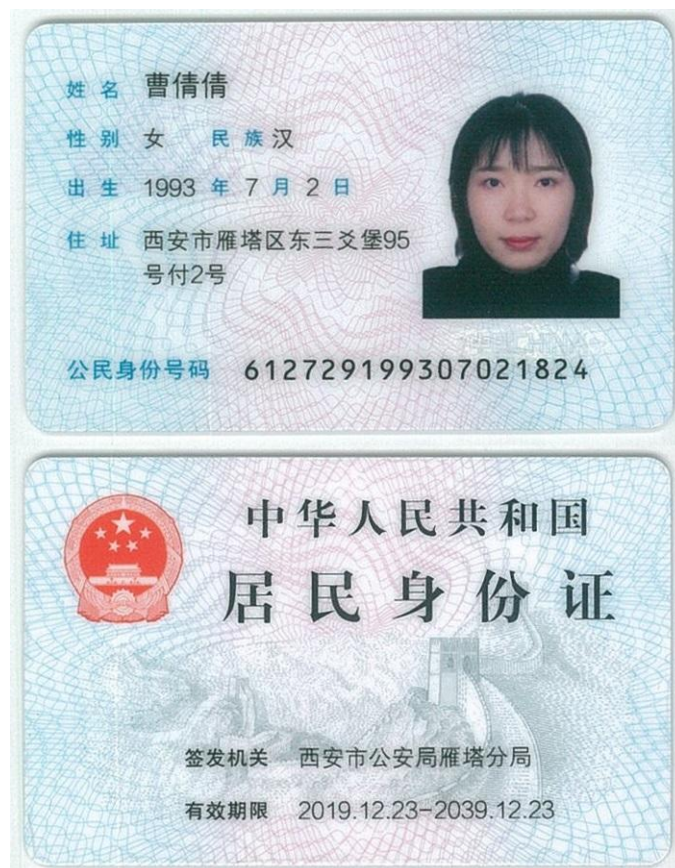 姓名 曹倩倩
性别 女 民族 汉
出生 1993 年 7 月 2 日
住址 西安市雁塔区东三爻堡95
号付2号
公民身份号码 612729199307021824
中华人民共和国
居民身份证
签发机关 西安市公安局雁塔分局
有效期限 2019.12.23-2039.12.23